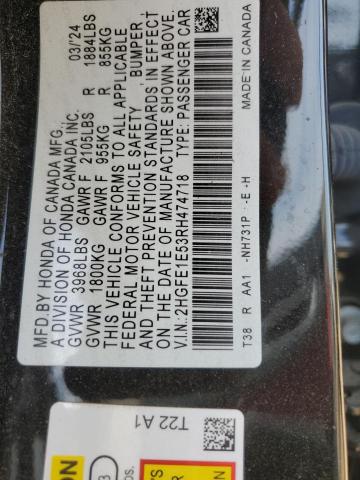 MFD.BY HONDA OF CANADA MFG. 03/'24
A DIVISION OF HONDA CANADA INC.
GVWR 3968LBS GAWR F 2105LBS R 1884LBS
GVWR 1800KG GAWR F 955KG R 855KG
THIS VEHICLE CONFORMS TO ALL APPLICABLE
FEDERAL MOTOR VEHICLE SAFETY BUMPER,
AND THEFT PREVENTION STANDARDS IN EFFECT
ON THE DATE OF MANUFACTURE SHOWN ABOVE.
V.I.N.:2HGFE1E53RH474718 TYPE:PASSENGER CAR
T38 R AA1 -NH731P -E -H MADE IN CANADA
T22 A1